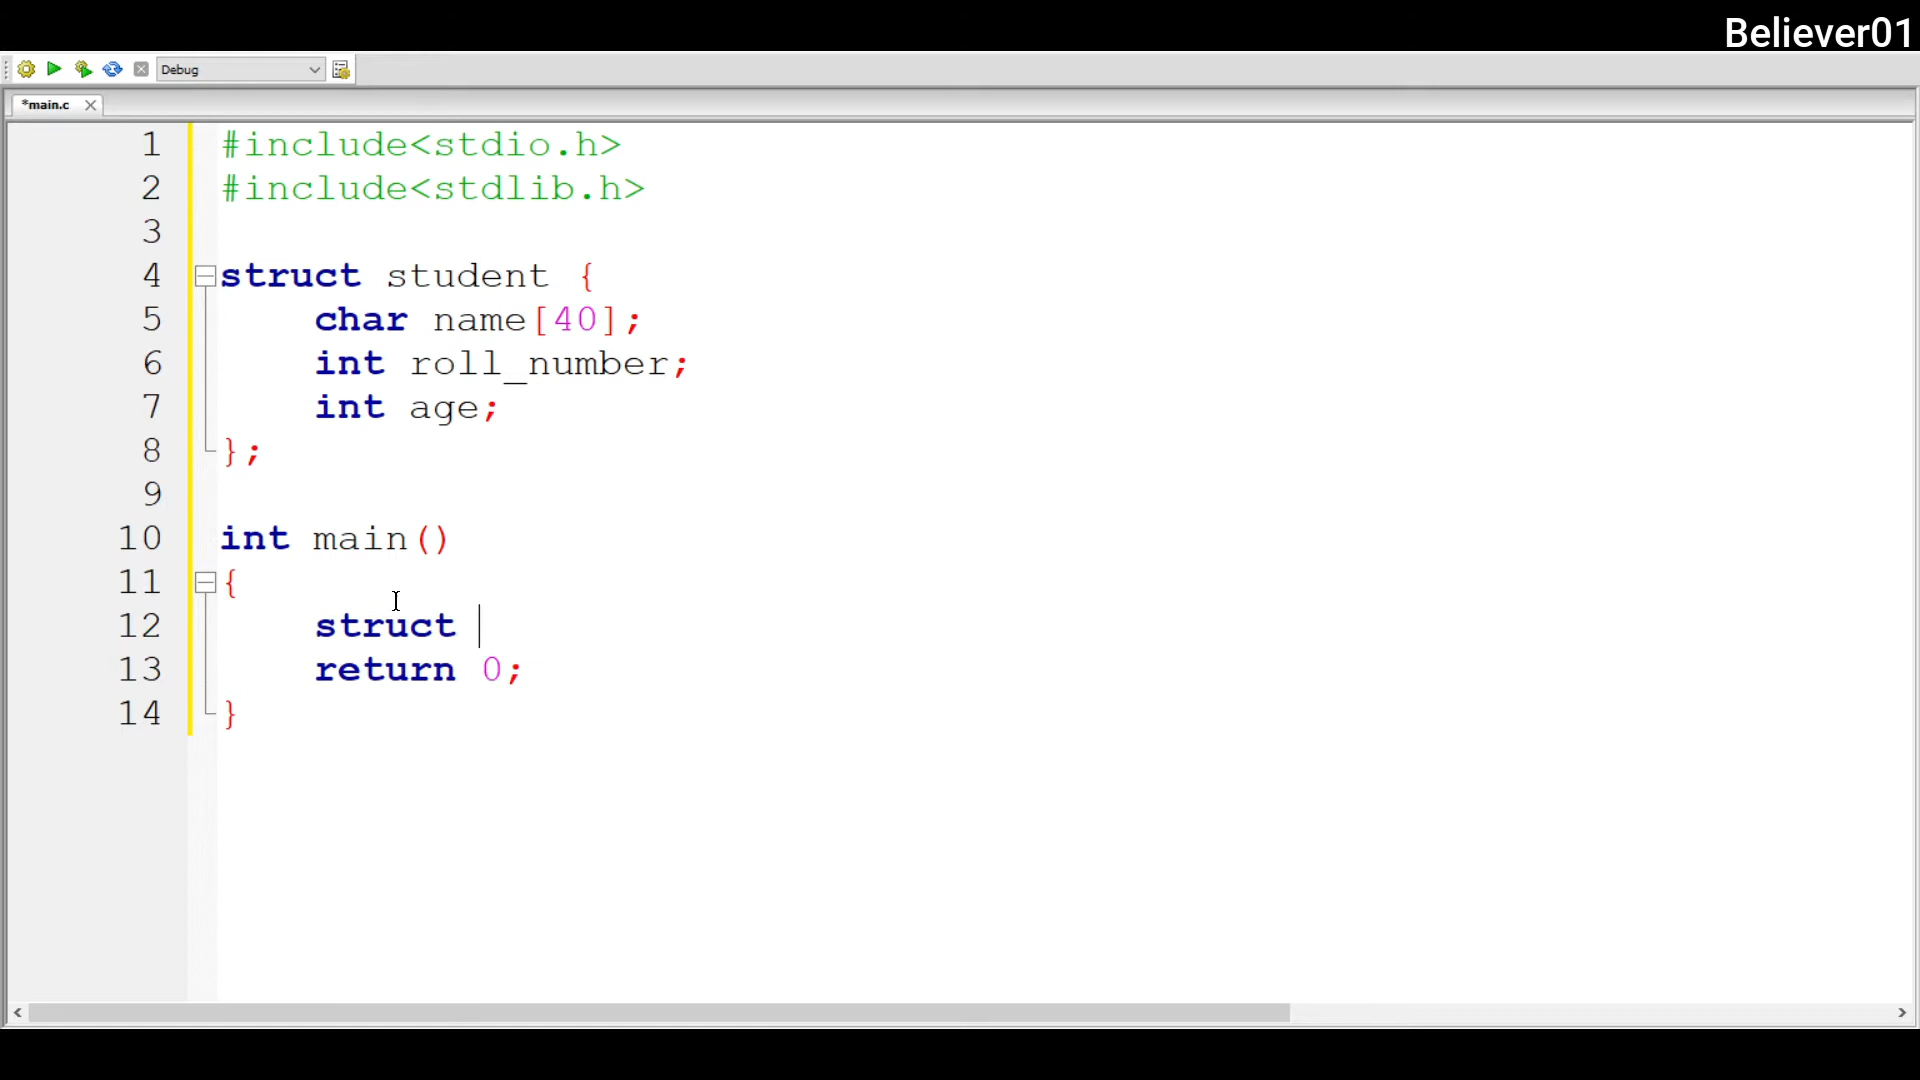 Believer01
Debug
*main.c
1 #include<stdio.h>
2 #include<stdlib.h>
3
4 struct student {
5 char name[40];
6 int roll_number;
7 int age;
8 };
9
10 int main()
11 {
12 struct
13 return 0;
14 }